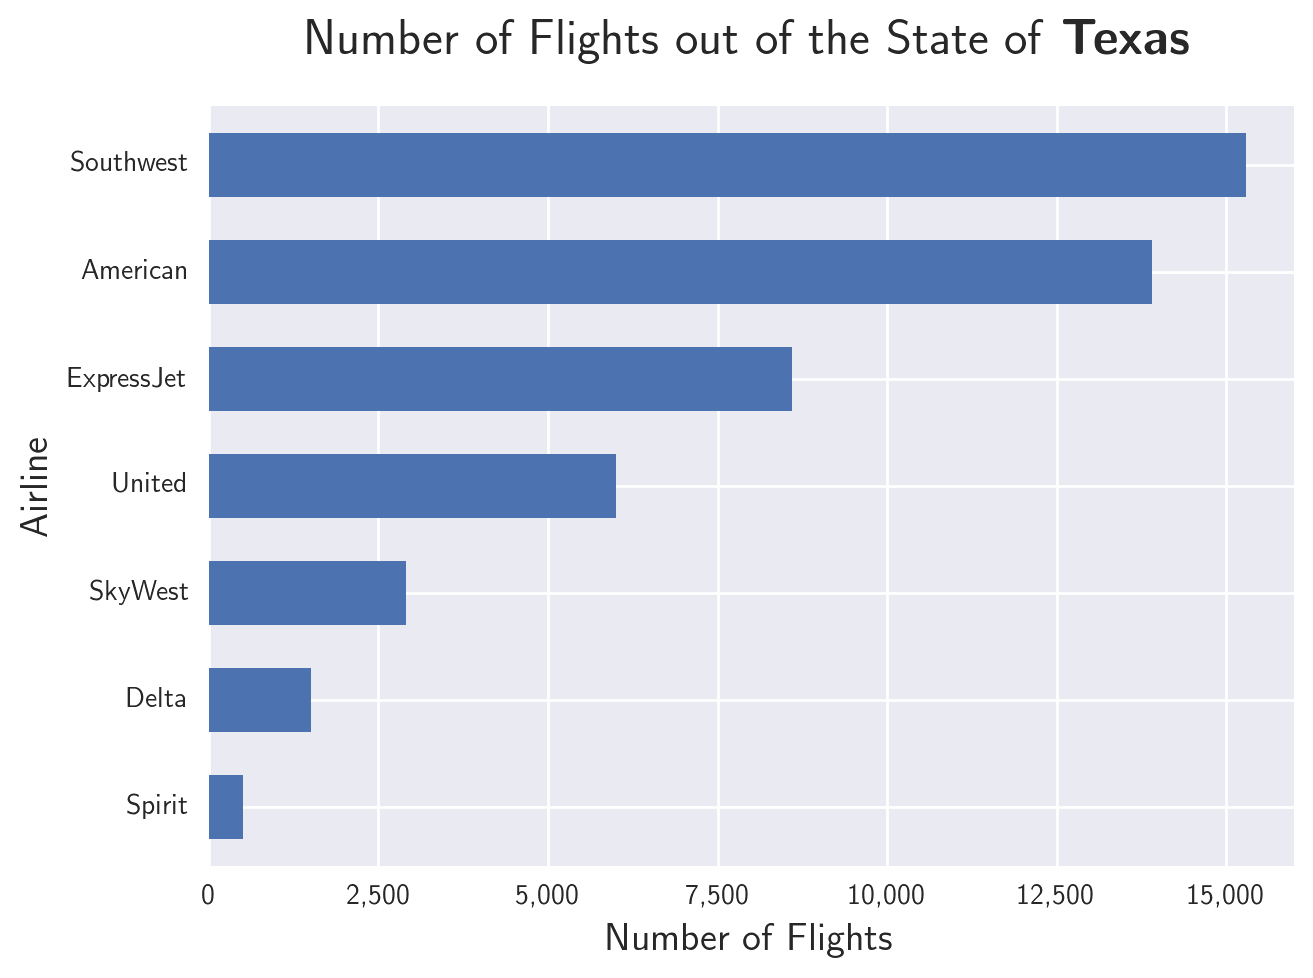 Number of Flights out of the State of Texas
Southwest
American
ExpressJet
United
SkyWest
Delta
Spirit
Airline
0 2,500 5,000 7,500 10,000 12,500 15,000
Number of Flights